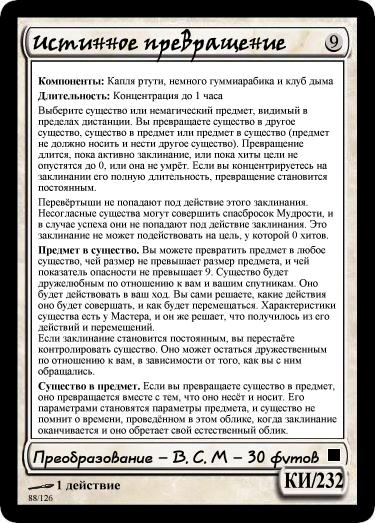 Истинное превращение 9
Компоненты: Капля ртути, немного гуммиарабика и клуб дыма
Длительность: Концентрация до 1 часа
Выберите существо или немагический предмет, видимый в
пределах дистанции. Вы превращаете существо в другое
существо, существо в предмет или предмет в существо (предмет
не должно носить и нести другое существо). Превращение
длится, пока активно заклинание, или пока хиты цели не
опустятся до 0, или она не умрёт. Если вы концентрируетесь на
заклинании его полную длительность, превращение становится
постоянным.
Перевёртыши не попадают под действие этого заклинания.
Несогласные существа могут совершить спасбросок Мудрости, и
в случае успеха они не попадают под действие заклинания. Это
заклинание не может подействовать на цель, у которой 0 хитов.
Предмет в существо. Вы можете превратить предмет в любое
существо, чей размер не превышает размер предмета, и чей
показатель опасности не превышает 9. Существо будет
дружелюбным по отношению к вам и вашим спутникам. Оно
будет действовать в ваш ход. Вы сами решаете, какие действия
оно будет совершать, и как будет перемещаться. Характеристики
существа есть у Мастера, и он же решает, что получилось из его
действий и перемещений.
Если заклинание становится постоянным, вы перестаёте
контролировать существо. Оно может остаться дружественным
по отношению к вам, в зависимости от того, как вы с ним
обращались.
Существо в предмет. Если вы превращаете существо в предмет,
оно превращается вместе с тем, что оно несёт и носит. Его
параметрами становятся параметры предмета, и существо не
помнит о времени, проведённом в этом облике, когда заклинание
оканчивается и оно обретает свой естественный облик.
Преобразование – В, С, М – 30 футов
КИ/232
1 действие
88/126